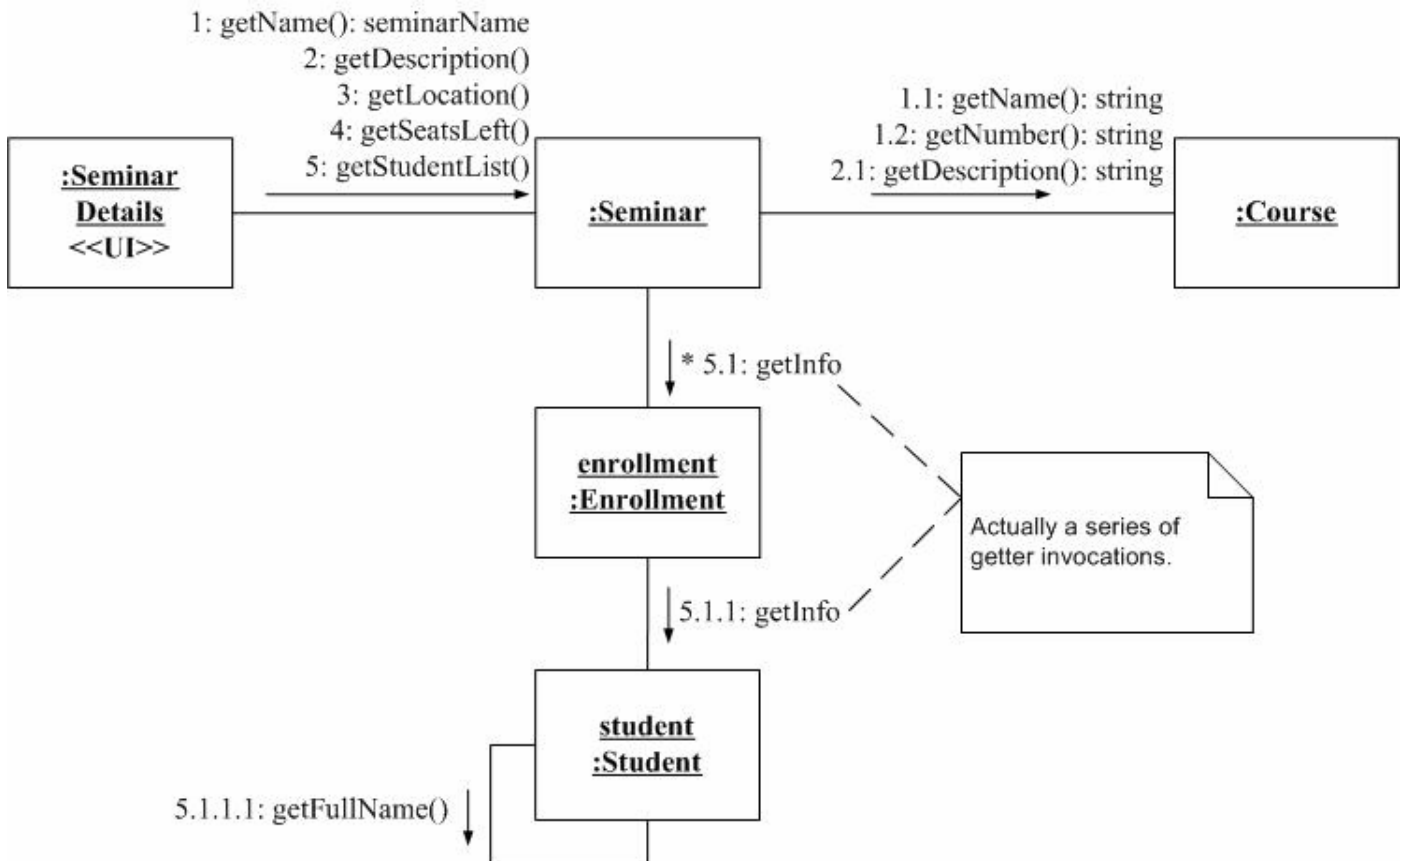 1: getName(): seminarName
2: getDescription()
3: getLocation()
4: getSeatsLeft()
5: getStudentList()
1.1: getName(): string
1.2: getNumber(): string
2.1: getDescription(): string
:Seminar
Details
<<UI>>
:Seminar
:Course
* 5.1: getInfo
enrollment
:Enrollment
Actually a series of
getter invocations.
5.1.1: getInfo
student
:Student
5.1.1.1: getFullName()